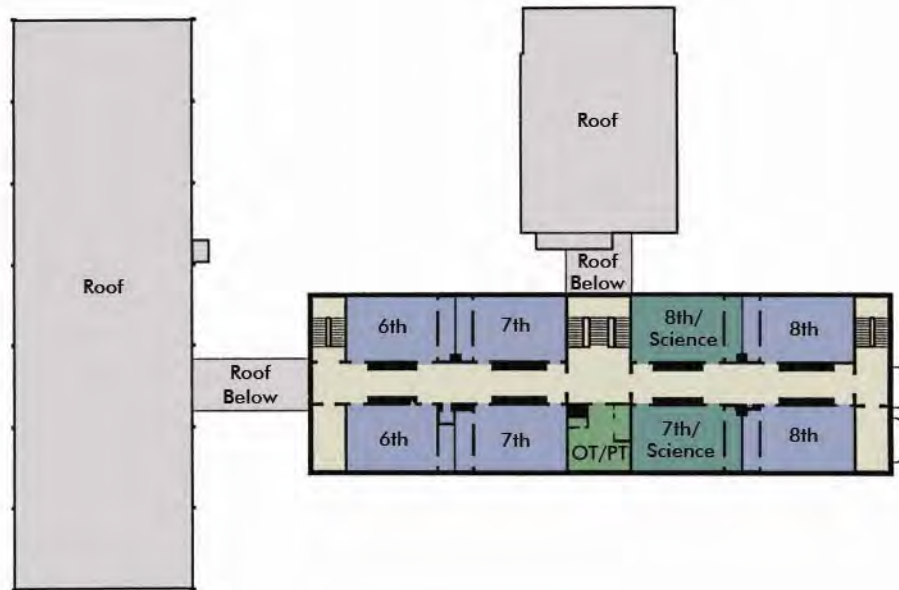 Roof
Roof
Roof
Below
6th
7th
8th/
Science
8th
Roof
Below
6th
7th
OT/PT
7th/
Science
8th